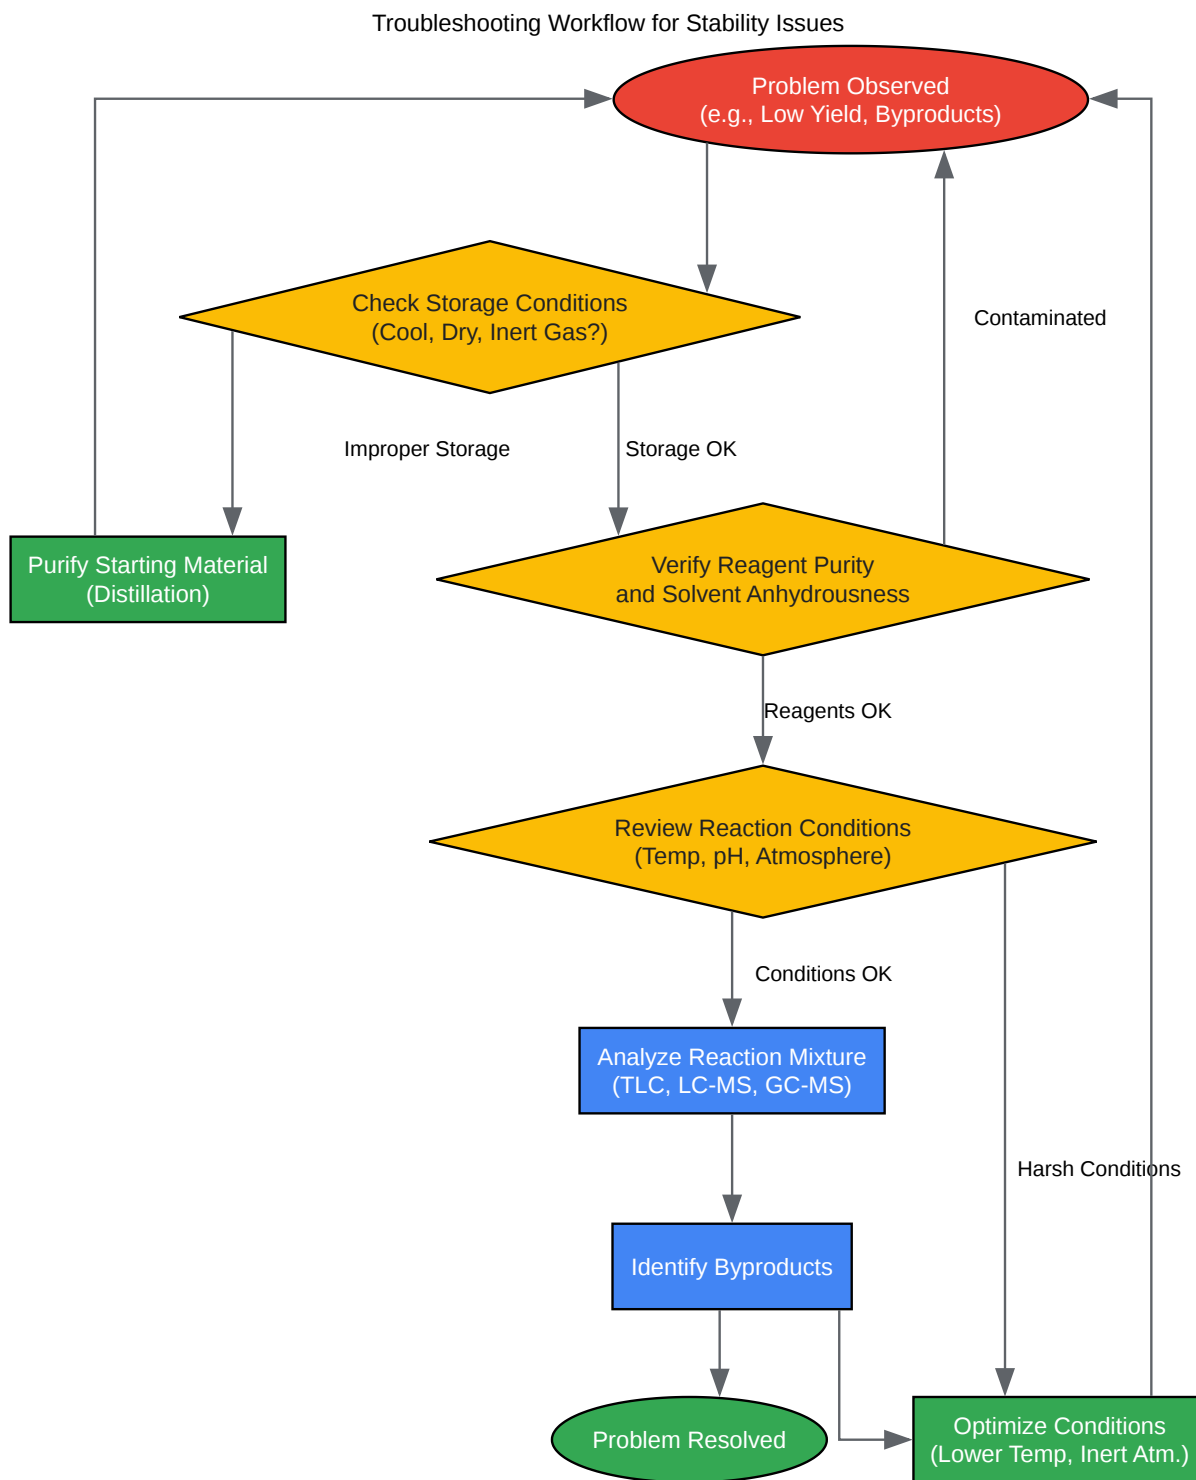 Troubleshooting Workflow for Stability Issues
Problem Observed
(e.g., Low Yield, Byproducts)
Check Storage Conditions
(Cool, Dry, Inert Gas?)
Contaminated
Improper Storage
Storage OK
Purify Starting Material
(Distillation)
Verify Reagent Purity
and Solvent Anhydrousness
Reagents OK
Review Reaction Conditions
(Temp, pH, Atmosphere)
Conditions OK
Analyze Reaction Mixture
(TLC, LC-MS, GC-MS)
Harsh Conditions
Identify Byproducts
Problem Resolved
Optimize Conditions
(Lower Temp, Inert Atm.)